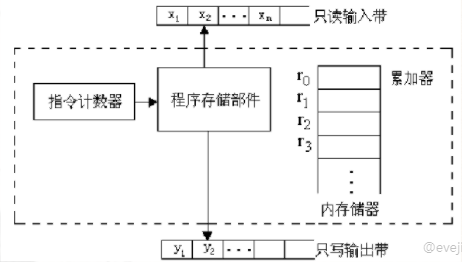 x₁ x₂ ··· xₙ 只读输入带
指令计数器
程序存储部件
r₀ 累加器
r₁
r₂
r₃
⋮
内存储器
y₁ y₂ ··· 只写输出带